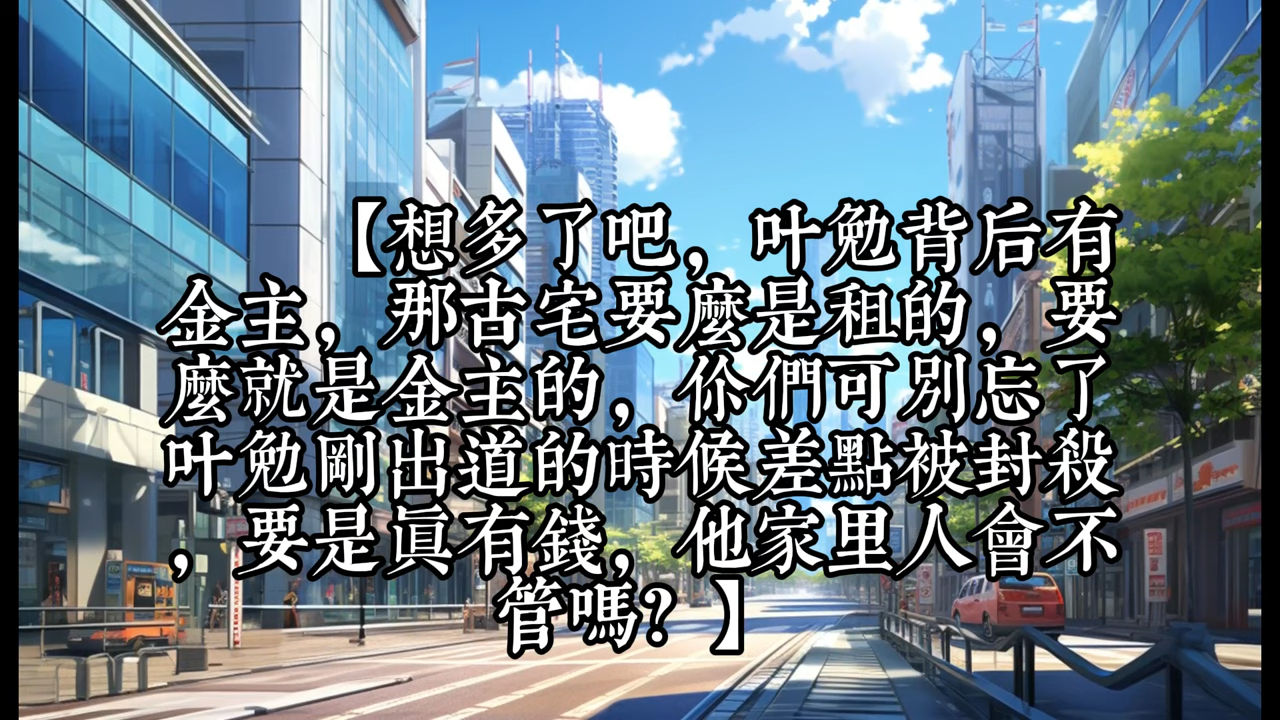 【想多了吧，叶勉背后有
金主，那古宅要麼是租的，要
麼就是金主的，你們可別忘了
叶勉剛出道的時候差點被封殺
，要是眞有錢，他家里人會不
管嗎？】